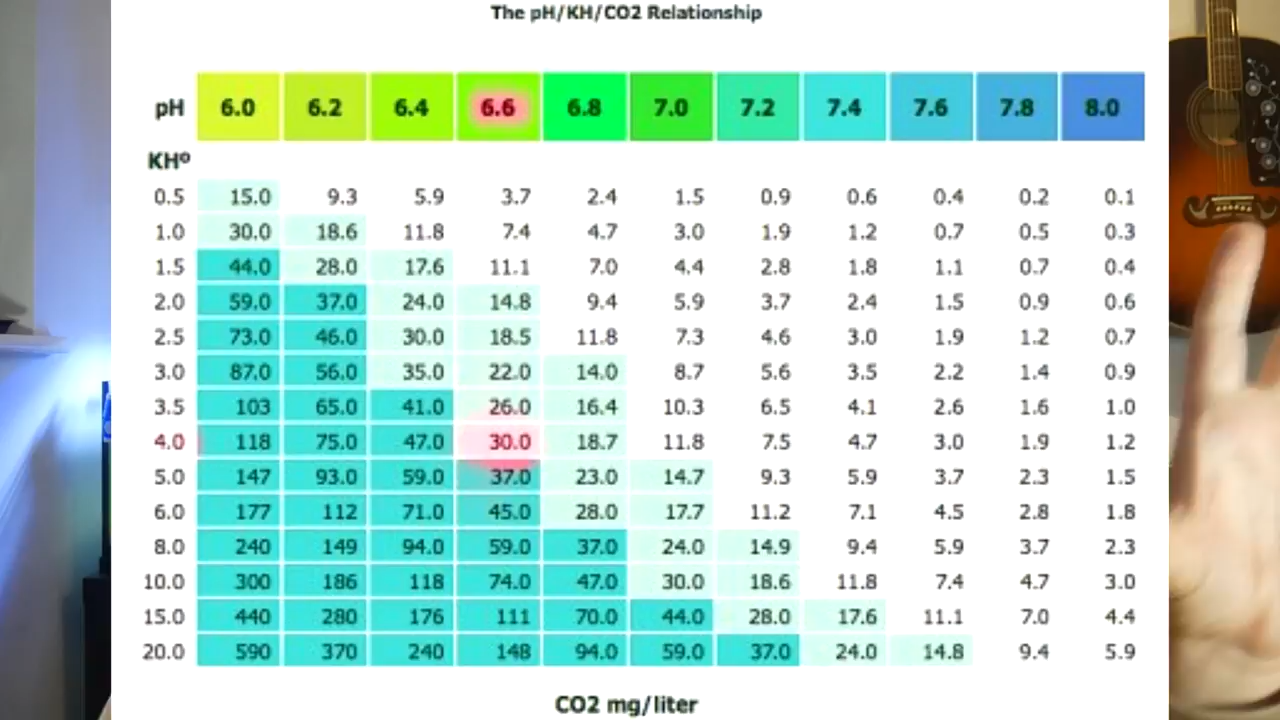 The pH/KH/CO2 Relationship
pH 6.0 6.2 6.4 6.6 6.8 7.0 7.2 7.4 7.6 7.8 8.0
KHº
0.5 15.0 9.3 5.9 3.7 2.4 1.5 0.9 0.6 0.4 0.2 0.1
1.0 30.0 18.6 11.8 7.4 4.7 3.0 1.9 1.2 0.7 0.5 0.3
1.5 44.0 28.0 17.6 11.1 7.0 4.4 2.8 1.8 1.1 0.7 0.4
2.0 59.0 37.0 24.0 14.8 9.4 5.9 3.7 2.4 1.5 0.9 0.6
2.5 73.0 46.0 30.0 18.5 11.8 7.3 4.6 3.0 1.9 1.2 0.7
3.0 87.0 56.0 35.0 22.0 14.0 8.7 5.6 3.5 2.2 1.4 0.9
3.5 103 65.0 41.0 26.0 16.4 10.3 6.5 4.1 2.6 1.6 1.0
4.0 118 75.0 47.0 30.0 18.7 11.8 7.5 4.7 3.0 1.9 1.2
5.0 147 93.0 59.0 37.0 23.0 14.7 9.3 5.9 3.7 2.3 1.5
6.0 177 112 71.0 45.0 28.0 17.7 11.2 7.1 4.5 2.8 1.8
8.0 240 149 94.0 59.0 37.0 24.0 14.9 9.4 5.9 3.7 2.3
10.0 300 186 118 74.0 47.0 30.0 18.6 11.8 7.4 4.7 3.0
15.0 440 280 176 111 70.0 44.0 28.0 17.6 11.1 7.0 4.4
20.0 590 370 240 148 94.0 59.0 37.0 24.0 14.8 9.4 5.9
CO2 mg/liter